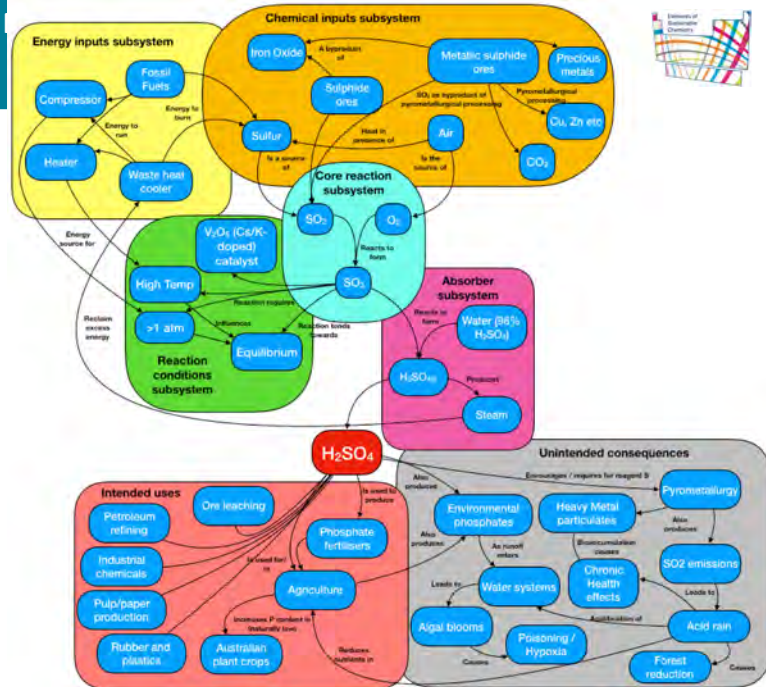 Elements of
Sustainable
Chemistry
Chemical inputs subsystem
Energy inputs subsystem
Iron Oxide
A byproduct
of
Metallic sulphide
ores
Precious
metals
Fossil
Fuels
Compressor
Energy to
burn
Sulphide
ores
SO₂ as byproduct of
pyrometallurgical processing
Pyrometallurgical
processing
Cu, Zn etc
Energy to
run
Sulfur
Heat in
presence of
Air
Heater
Waste heat
cooler
Is a source
of
Is the
source of
CO₂
Core reaction
subsystem
SO₂
O₂
Energy
source for
V₂O₅ (Cs/K-
doped)
catalyst
Reacts to
form
High Temp
SO₃
Absorber
subsystem
Reaction requires
Reclaim
excess
energy
>1 atm
Influences
Reaction tends
towards
Reacts to
form
Water (96%
H₂SO₄)
Equilibrium
Reaction
conditions
subsystem
H₂SO₄₍ₗ₎
Produces
Steam
H₂SO₄
Unintended consequences
Intended uses
Also
produces
Encourages / requires for reagent S
Ore leaching
Is used to
produce
Pyrometallurgy
Petroleum
refining
Environmental
phosphates
Heavy Metal
particulates
Phosphate
fertilisers
Also
produces
Also
produces
Industrial
chemicals
Is used for/
in
As runoff
enters
Bioaccumulation
causes
SO2 emissions
Agriculture
Water systems
Chronic
Health
effects
Pulp/paper
production
Leads to
Leads to
Increases P content in
(naturally low)
Acidification of
Rubber and
plastics
Australian
plant crops
Reduces
nutrients in
Algal blooms
Poisoning /
Hypoxia
Acid rain
Causes
Forest
reduction
Causes